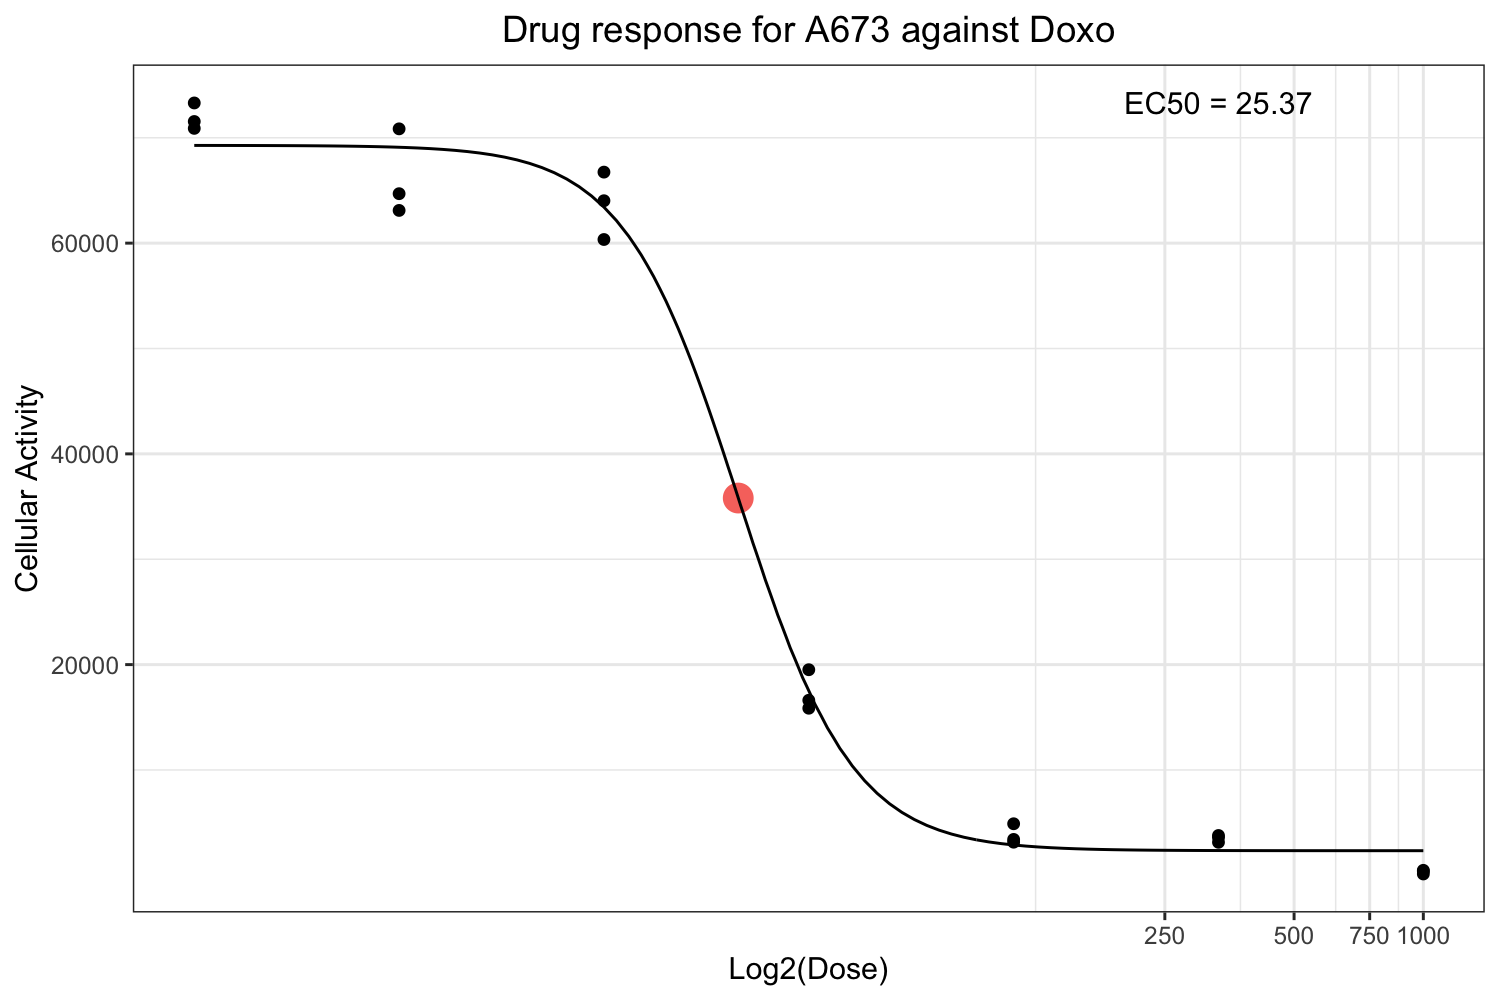 Drug response for A673 against Doxo
EC50 = 25.37
Cellular Activity
60000
40000
20000
250 500 750 1000
Log2(Dose)